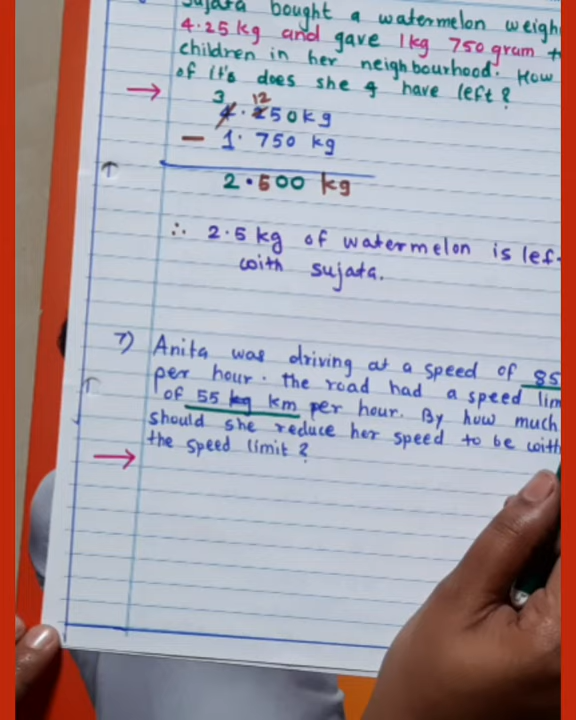 Sujata bought a watermelon weigh
4.25 kg and gave 1kg 750 gram
children in her neighbourhood. How
of it's does she have left ?
3 12
4.250 kg
- 1. 750 kg
2.500 kg
∴ 2.5 kg of watermelon is lef
with sujata.
7) Anita was driving at a speed of 85
per hour. the road had a speed lim
of 55 km per hour. By how much
should she reduce her speed to be with
the speed limit ?